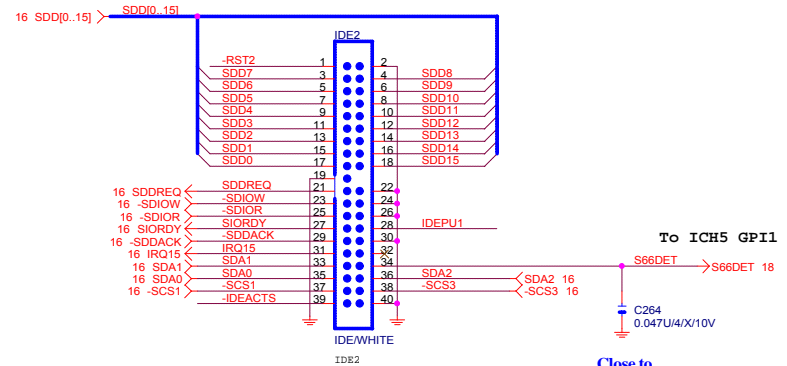 16 SDD[0..15] SDD[0..15]
IDE2
-RST2 1 2
SDD7 3 4 SDD8
SDD6 5 6 SDD9
SDD5 7 8 SDD10
SDD4 9 10 SDD11
SDD3 11 12 SDD12
SDD2 13 14 SDD13
SDD1 15 16 SDD14
SDD0 17 18 SDD15
19
16 SDDREQ SDDREQ 21 22
16 -SDIOW -SDIOW 23 24
16 -SDIOR -SDIOR 25 26
16 SIORDY SIORDY 27 28 IDEPU1
16 -SDDACK -SDDACK 29 30
16 IRQ15 IRQ15 31 32
To ICH5 GPI1
16 SDA1 SDA1 33 34 S66DET S66DET 18
16 SDA0 SDA0 35 36 SDA2 SDA2 16
16 -SCS1 -SCS1 37 38 -SCS3 -SCS3 16
-IDEACTS 39 40
C264
0.047U/4/X/10V
IDE/WHITE
IDE2
Close to